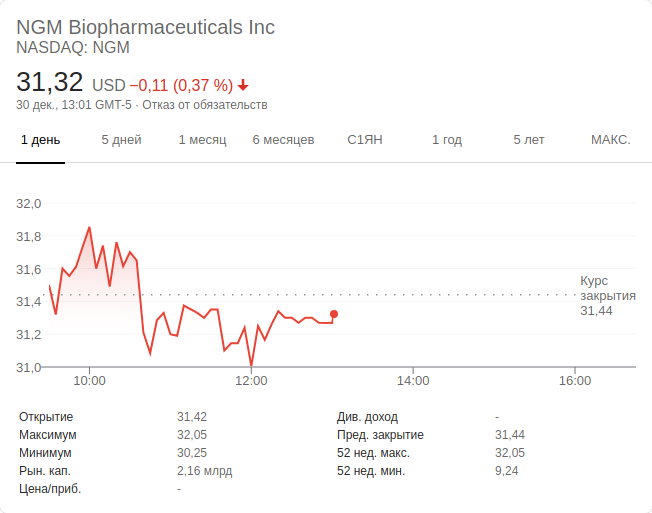 NGM Biopharmaceuticals Inc
NASDAQ: NGM
31,32 USD −0,11 (0,37 %)
30 дек., 13:01 GMT-5 · Отказ от обязательств
1 день 5 дней 1 месяц 6 месяцев С1ЯН 1 год 5 лет МАКС.
32,0
31,8
31,6
31,4
31,2
31,0
Курс
закрытия
31,44
10:00 12:00 14:00 16:00
Открытие 31,42 Див. доход -
Максимум 32,05 Пред. закрытие 31,44
Минимум 30,25 52 нед. макс. 32,05
Рын. кап. 2,16 млрд 52 нед. мин. 9,24
Цена/приб. -